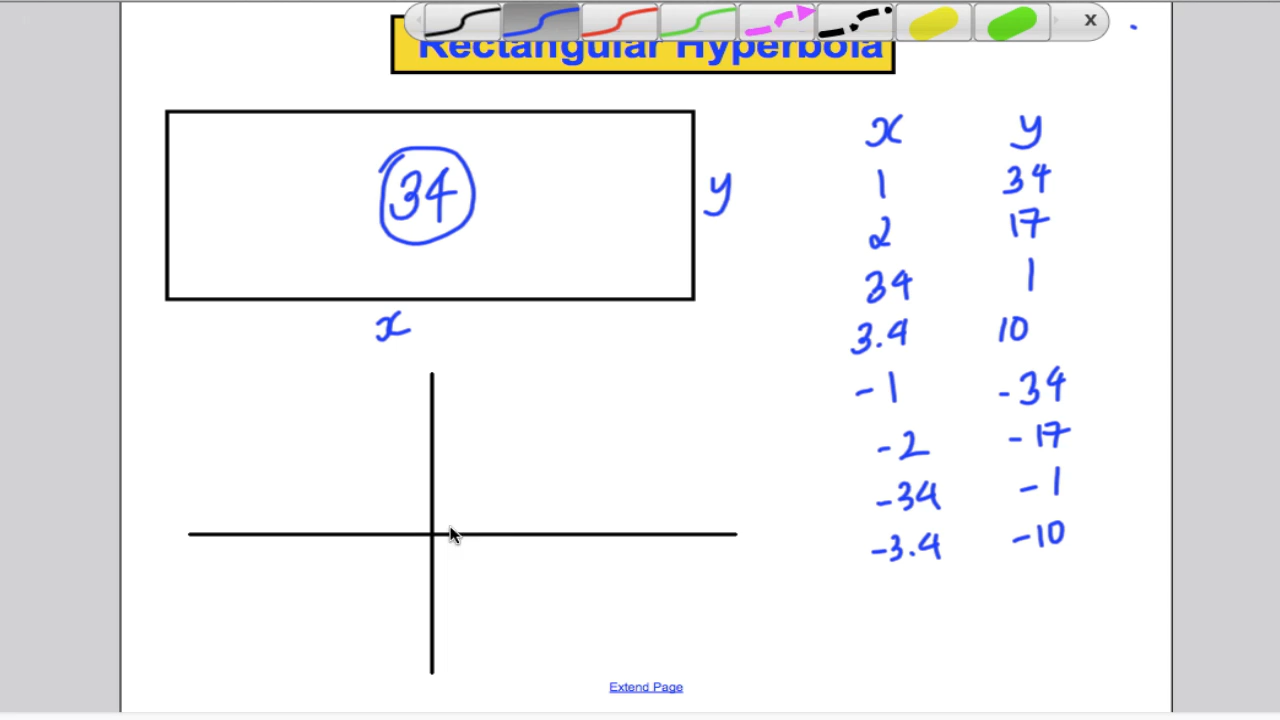 X
Rectangular Hyperbola
34
y
x
x y
1 34
2 17
34 1
3.4 10
-1 -34
-2 -17
-34 -1
-3.4 -10
Extend Page